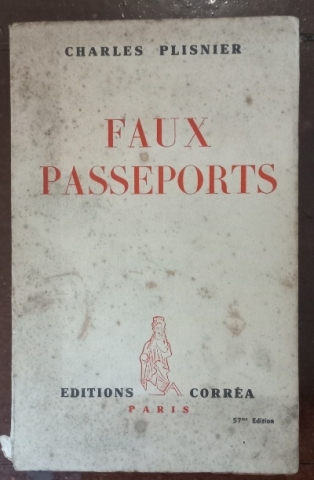 CHARLES PLISNIER
FAUX
PASSEPORTS
EDITIONS CORRÉA
PARIS
57me Edition